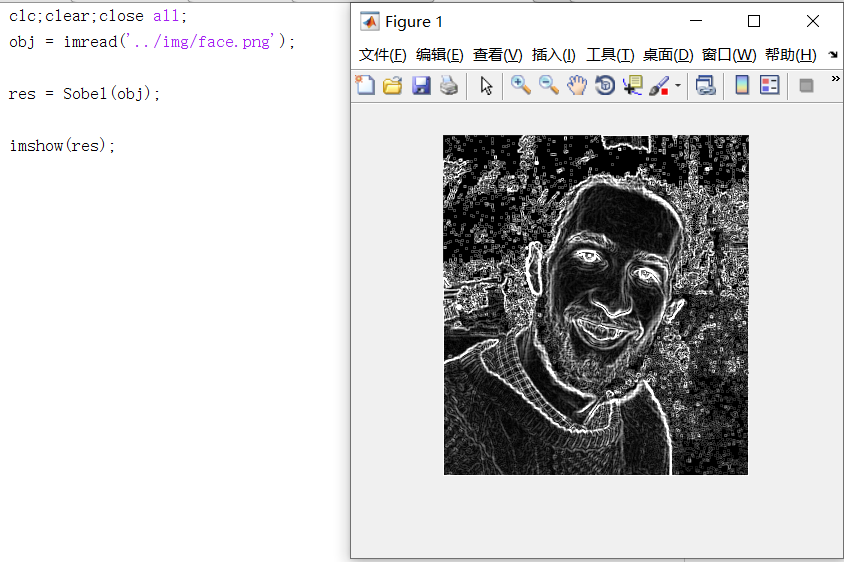 clc;clear;close all;
obj = imread('../img/face.png');
res = Sobel(obj);
imshow(res);
Figure 1
文件(F) 编辑(E) 查看(V) 插入(I) 工具(T) 桌面(D) 窗口(W) 帮助(H)